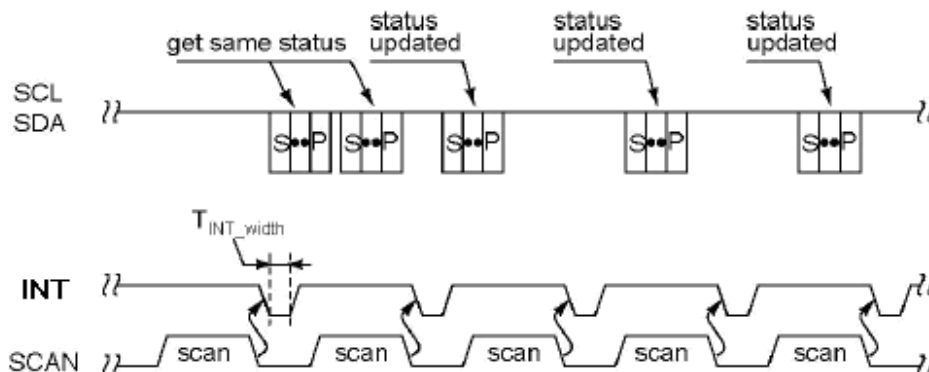 status
updated
status
updated
status
updated
get same status
SCL
SDA
S••P
S••P
S••P
S••P
S••P
TINT_width
INT
SCAN
scan
scan
scan
scan
scan